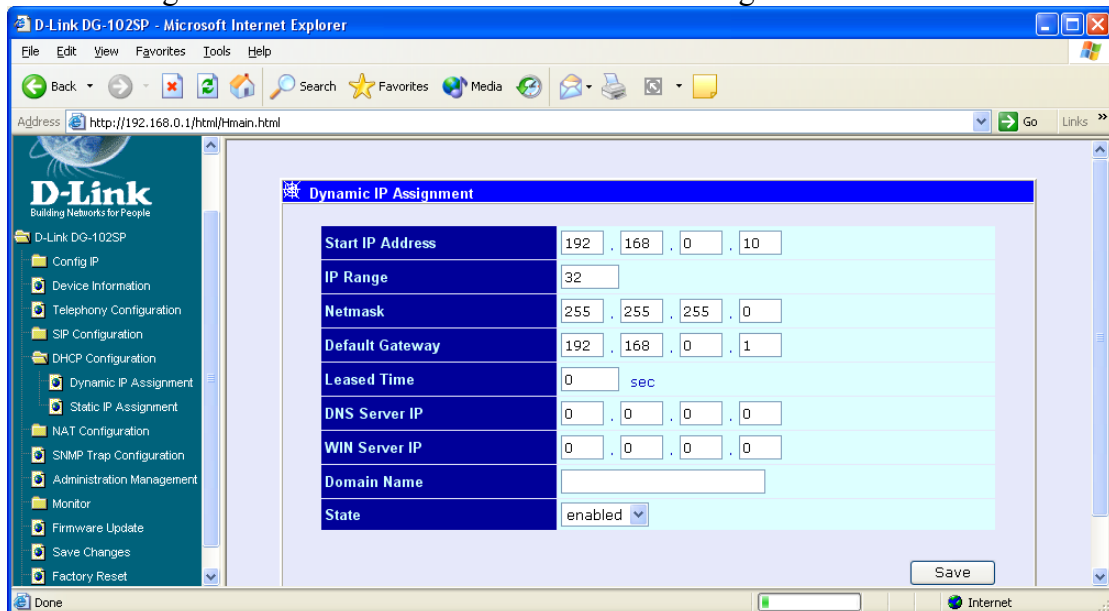 D-Link DG-102SP - Microsoft Internet Explorer
File Edit View Favorites Tools Help
Back Search Favorites Media
Address http://192.168.0.1/html/Hmain.html Go Links »
D-Link
Building Networks for People
D-Link DG-102SP
Config IP
Device Information
Telephony Configuration
SIP Configuration
DHCP Configuration
Dynamic IP Assignment
Static IP Assignment
NAT Configuration
SNMP Trap Configuration
Administration Management
Monitor
Firmware Update
Save Changes
Factory Reset
Dynamic IP Assignment
Start IP Address 192 . 168 . 0 . 10
IP Range 32
Netmask 255 . 255 . 255 . 0
Default Gateway 192 . 168 . 0 . 1
Leased Time 0 sec
DNS Server IP 0 . 0 . 0 . 0
WIN Server IP 0 . 0 . 0 . 0
Domain Name
State enabled
Save
Done Internet